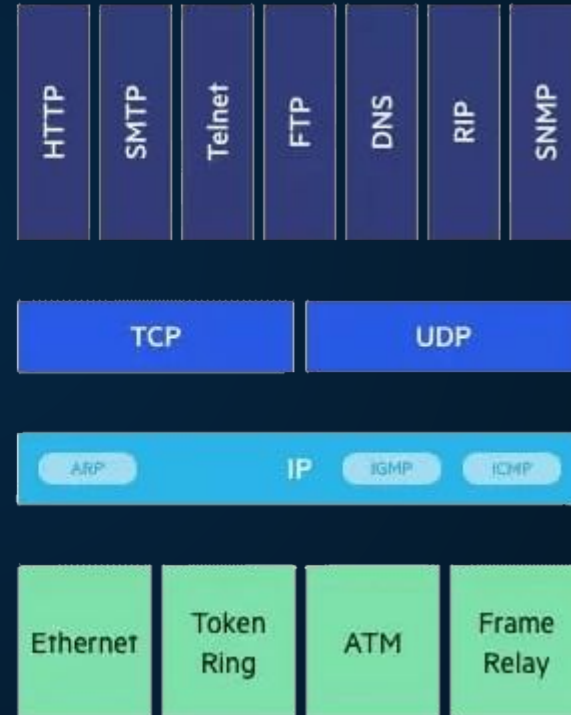 HTTP
SMTP
Telnet
FTP
DNS
RIP
SNMP
TCP
UDP
ARP
IP
IGMP
ICMP
Ethernet
Token
Ring
ATM
Frame
Relay